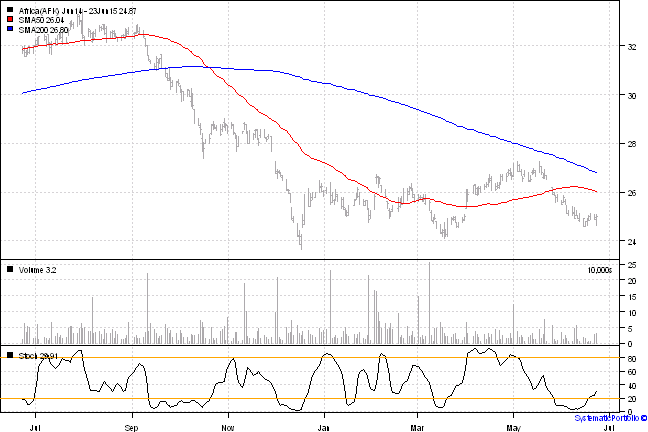 Africa(AFK) Jun14 - 23Jun15 24.87
SMA50 26.04
SMA200 26.80
32
30
28
26
24
Volume 3.2
10,000s
25
20
15
10
5
0
Stoch 29.91
80
60
40
20
0
Jul Sep Nov Jan Mar May Jul
SystematicPortfolio ©